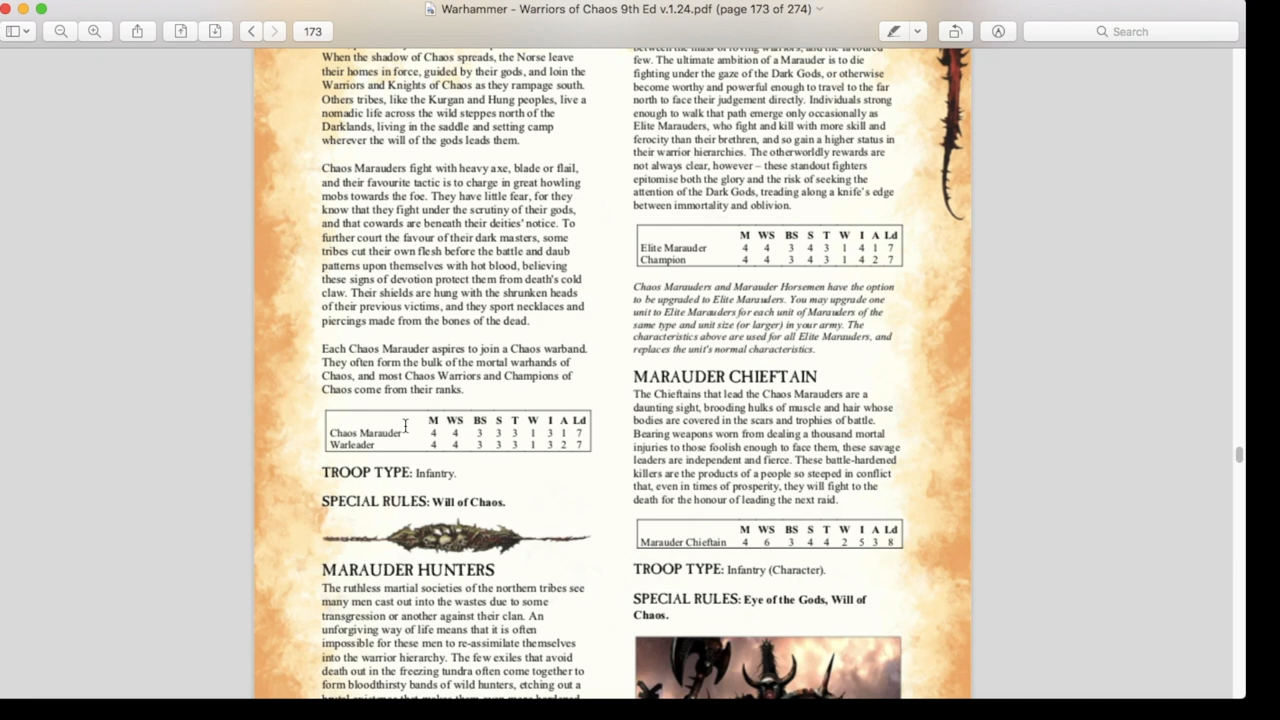 Warhammer - Warriors of Chaos 9th Ed v.1.24.pdf (page 173 of 274)
173
Search
When the shadow of Chaos spreads, the Norse leave
their homes in force, guided by their gods, and loin the
Warriors and Knights of Chaos as they rampage south.
Others tribes, like the Kurgan and Hung peoples, live a
nomadic life across the wild steppes north of the
Darklands, living in the saddle and setting camp
wherever the will of the gods leads them.
Chaos Marauders fight with heavy axe, blade or flail,
and their favourite tactic is to charge in great howling
mobs towards the foe. They have little fear, for they
know that they fight under the scrutiny of their gods,
and that cowards are beneath their deities' notice. To
further court the favour of their dark masters, some
tribes cut their own flesh before the battle and daub
patterns upon themselves with hot blood, believing
these signs of devotion protect them from death's cold
claw. Their shields are hung with the shrunken heads
of their previous victims, and they sport necklaces and
piercings made from the bones of the dead.
Each Chaos Marauder aspires to join a Chaos warband.
They often form the bulk of the mortal warhands of
Chaos, and most Chaos Warriors and Champions of
Chaos come from their ranks.
M WS BS S T W I A Ld
Chaos Marauder 4 4 3 3 3 1 3 1 7
Warleader 4 4 3 3 3 1 3 2 7
TROOP TYPE: Infantry.
SPECIAL RULES: Will of Chaos.
MARAUDER HUNTERS
The ruthless martial societies of the northern tribes see
many men cast out into the wastes due to some
transgression or another against their clan. An
unforgiving way of life means that it is often
impossible for these men to re-assimilate themselves
into the warrior hierarchy. The few exiles that avoid
death out in the freezing tundra often come together to
form bloodthirsty bands of wild hunters, etching out a
few. The ultimate ambition of a Marauder is to die
fighting under the gaze of the Dark Gods, or otherwise
become worthy and powerful enough to travel to the far
north to face their judgement directly. Individuals strong
enough to walk that path emerge only occasionally as
Elite Marauders, who fight and kill with more skill and
ferocity than their brethren, and so gain a higher status in
their warrior hierarchies. The otherworldly rewards are
not always clear, however – these standout fighters
epitomise both the glory and the risk of seeking the
attention of the Dark Gods, treading along a knife's edge
between immortality and oblivion.
M WS BS S T W I A Ld
Elite Marauder 4 4 3 4 3 1 4 1 7
Champion 4 4 3 4 3 1 4 2 7
Chaos Marauders and Marauder Horsemen have the option
to be upgraded to Elite Marauders. You may upgrade one
unit to Elite Marauders for each unit of Marauders of the
same type and unit size (or larger) in your army. The
characteristics above are used for all Elite Marauders, and
replaces the unit's normal characteristics.
MARAUDER CHIEFTAIN
The Chieftains that lead the Chaos Marauders are a
daunting sight, brooding hulks of muscle and hair whose
bodies are covered in the scars and trophies of battle.
Bearing weapons worn from dealing a thousand mortal
injuries to those foolish enough to face them, these savage
leaders are independent and fierce. These battle-hardened
killers are the products of a people so steeped in conflict
that, even in times of prosperity, they will fight to the
death for the honour of leading the next raid.
M WS BS S T W I A Ld
Marauder Chieftain 4 6 3 4 4 2 5 3 8
TROOP TYPE: Infantry (Character).
SPECIAL RULES: Eye of the Gods, Will of
Chaos.